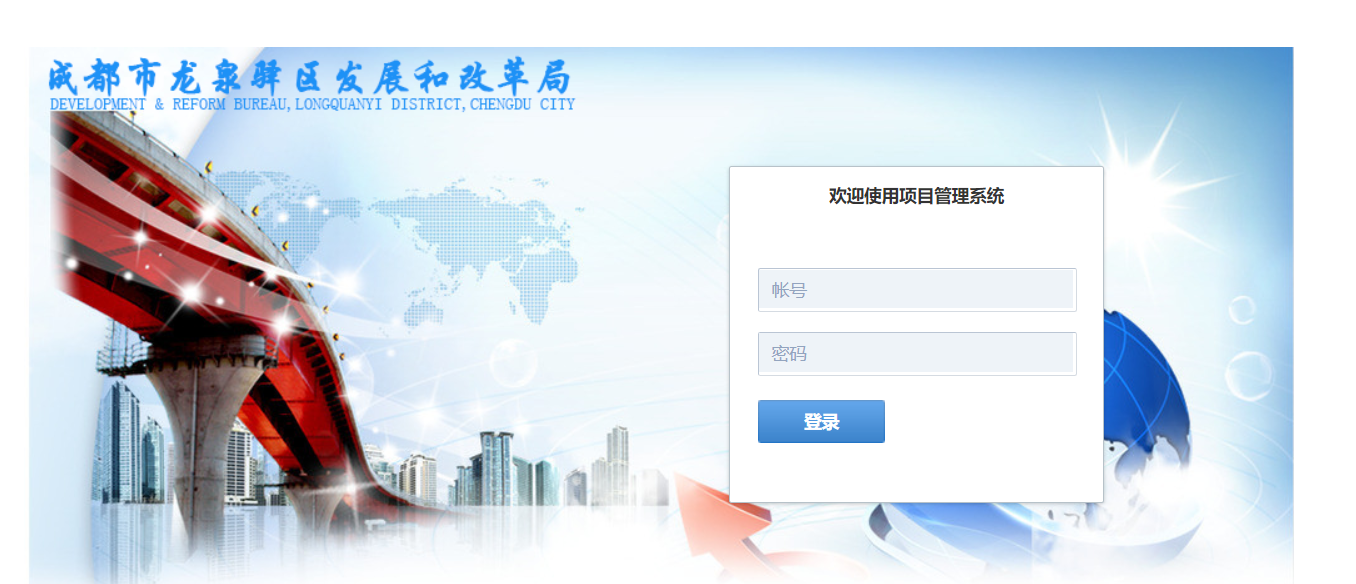 成都市龙泉驿区发展和改革局
DEVELOPMENT & REFORM BUREAU,LONGQUANYI DISTRICT,CHENGDU CITY
欢迎使用项目管理系统
帐号
密码
登录